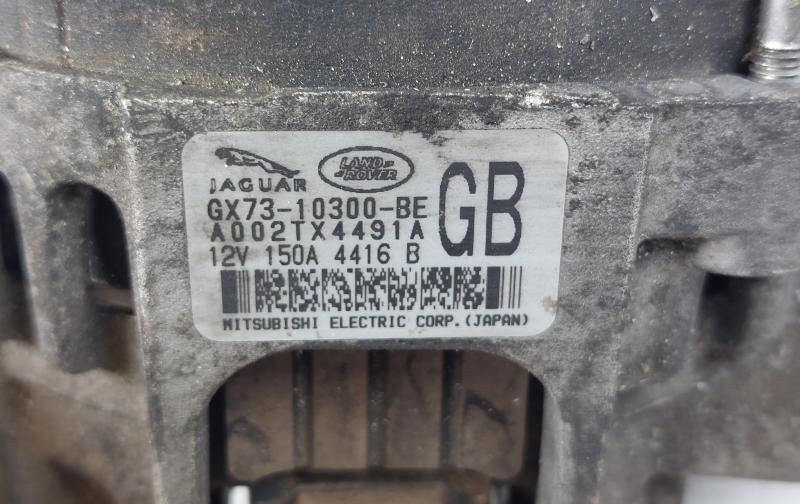 JAGUAR
LAND ROVER
GX73-10300-BE
GB
A002TX4491A
12V 150A 4416 B
MITSUBISHI ELECTRIC CORP.(JAPAN)